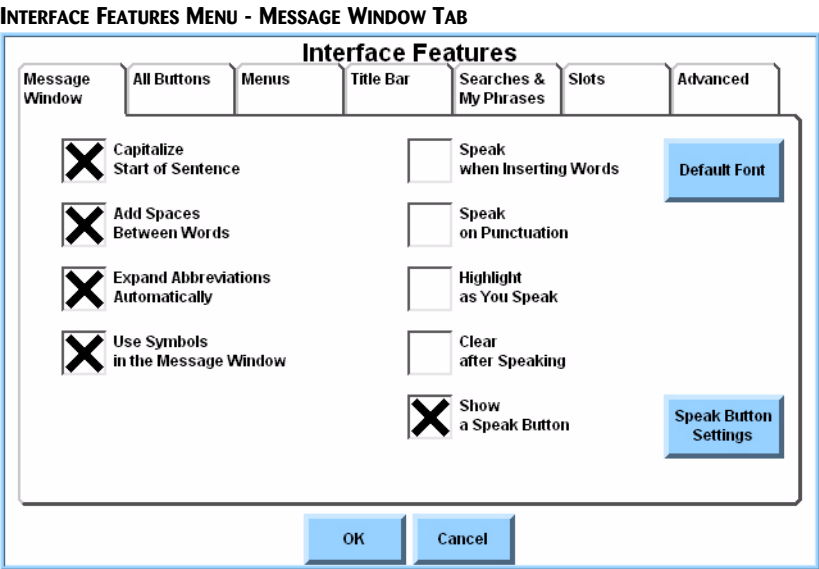 INTERFACE FEATURES MENU - MESSAGE WINDOW TAB
Interface Features
Message
Window
All Buttons
Menus
Title Bar
Searches &
My Phrases
Slots
Advanced
Capitalize
Start of Sentence
Add Spaces
Between Words
Expand Abbreviations
Automatically
Use Symbols
in the Message Window
Speak
when Inserting Words
Speak
on Punctuation
Highlight
as You Speak
Clear
after Speaking
Show
a Speak Button
Default Font
Speak Button
Settings
OK
Cancel